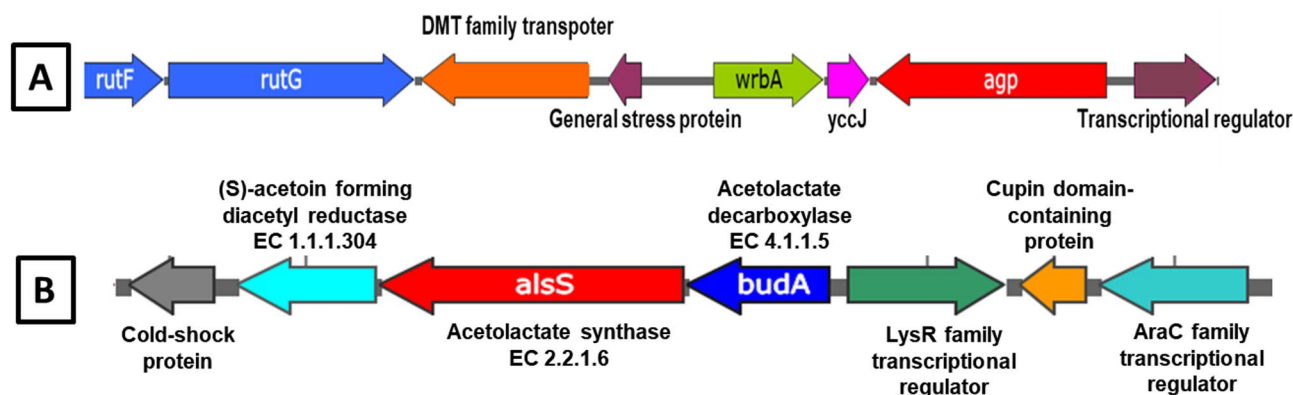 A
DMT family transpoter
rutF
rutG
wrbA
agp
General stress protein
yccJ
Transcriptional regulator
B
(S)-acetoin forming
diacetyl reductase
EC 1.1.1.304
Acetolactate
decarboxylase
EC 4.1.1.5
Cupin domain-
containing
protein
alsS
budA
Cold-shock
protein
Acetolactate synthase
EC 2.2.1.6
LysR family
transcriptional
regulator
AraC family
transcriptional
regulator